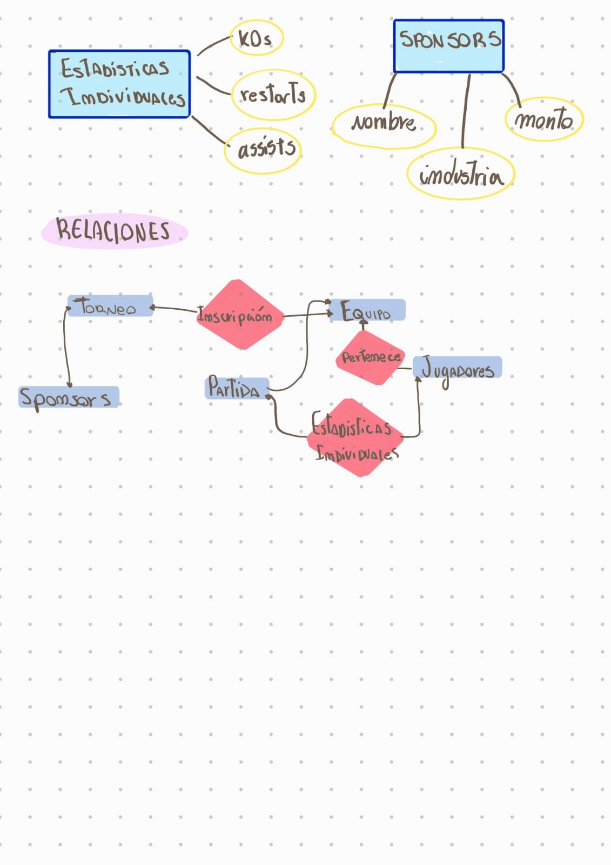 Estadísticas
Individuales
KOs
restarts
assists
SPONSORS
nombre
industria
monto
RELACIONES
Torneo
Inscripción
Equipo
Pertenece
Jugadores
Partida
Sponsors
Estadísticas
Individuales